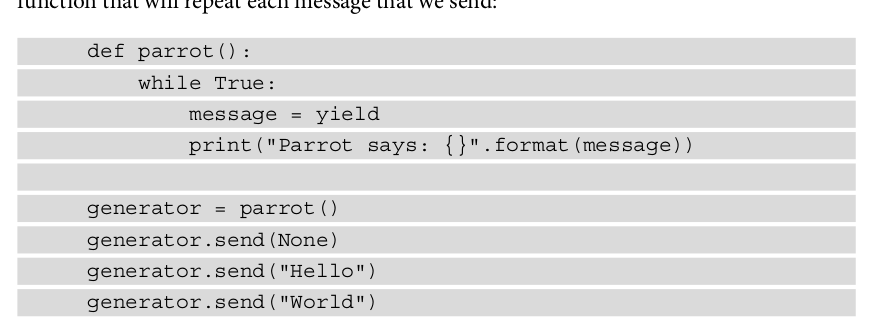 function that will repeat each message that we send:
def parrot():
    while True:
        message = yield
        print("Parrot says: {}".format(message))

generator = parrot()
generator.send(None)
generator.send("Hello")
generator.send("World")